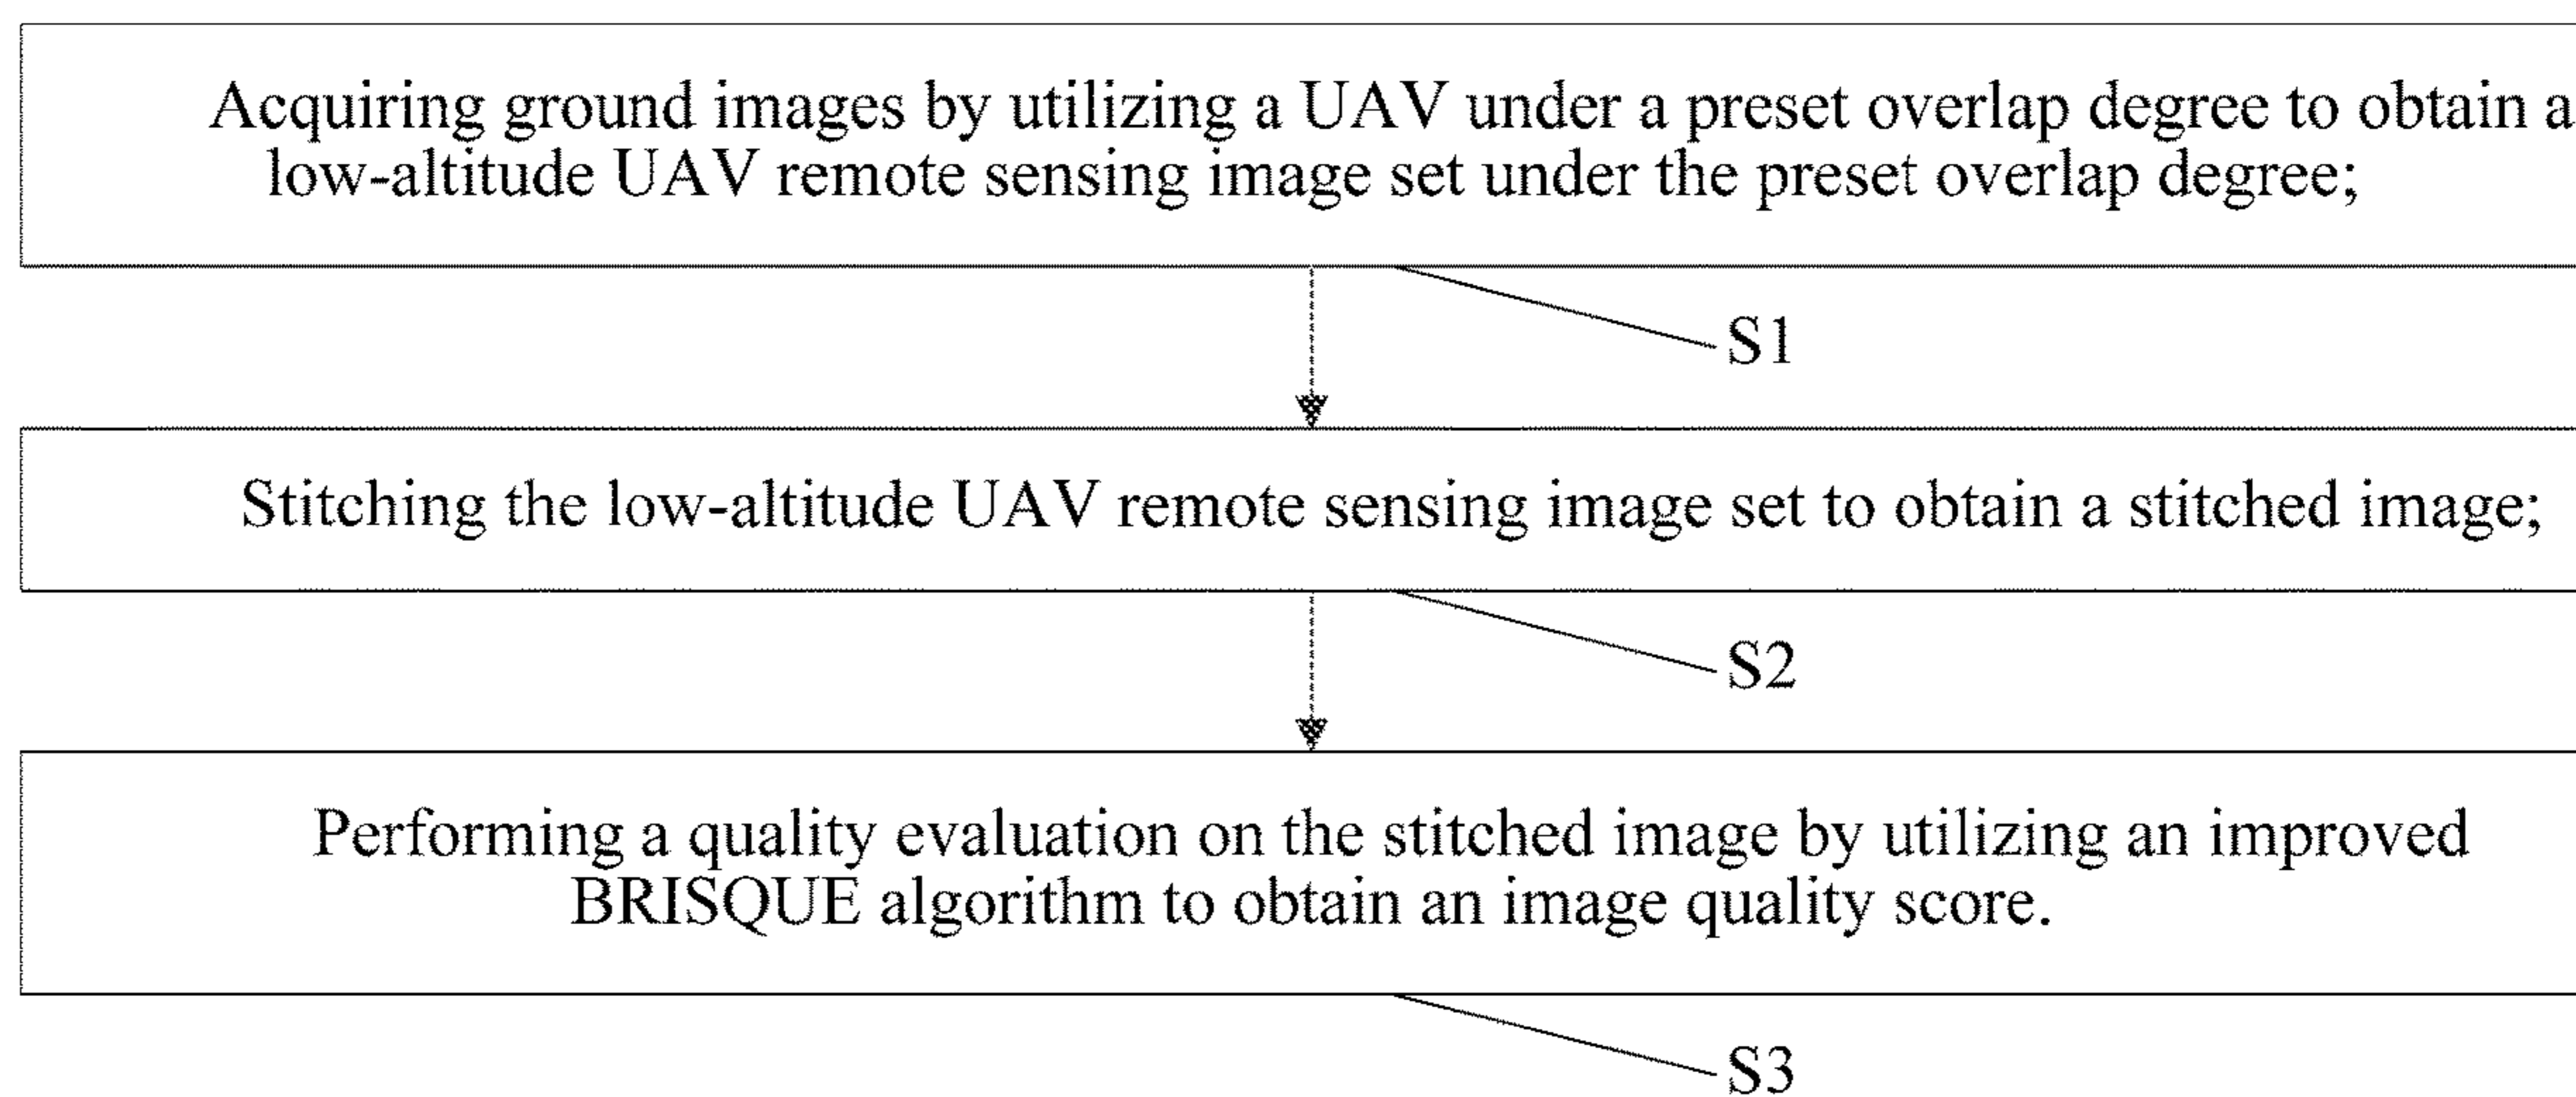 Acquiring ground images by utilizing a UAV under a preset overlap degree to obtain a
low-altitude UAV remote sensing image set under the preset overlap degree;
S1
Stitching the low-altitude UAV remote sensing image set to obtain a stitched image;
S2
Performing a quality evaluation on the stitched image by utilizing an improved
BRISQUE algorithm to obtain an image quality score.
S3